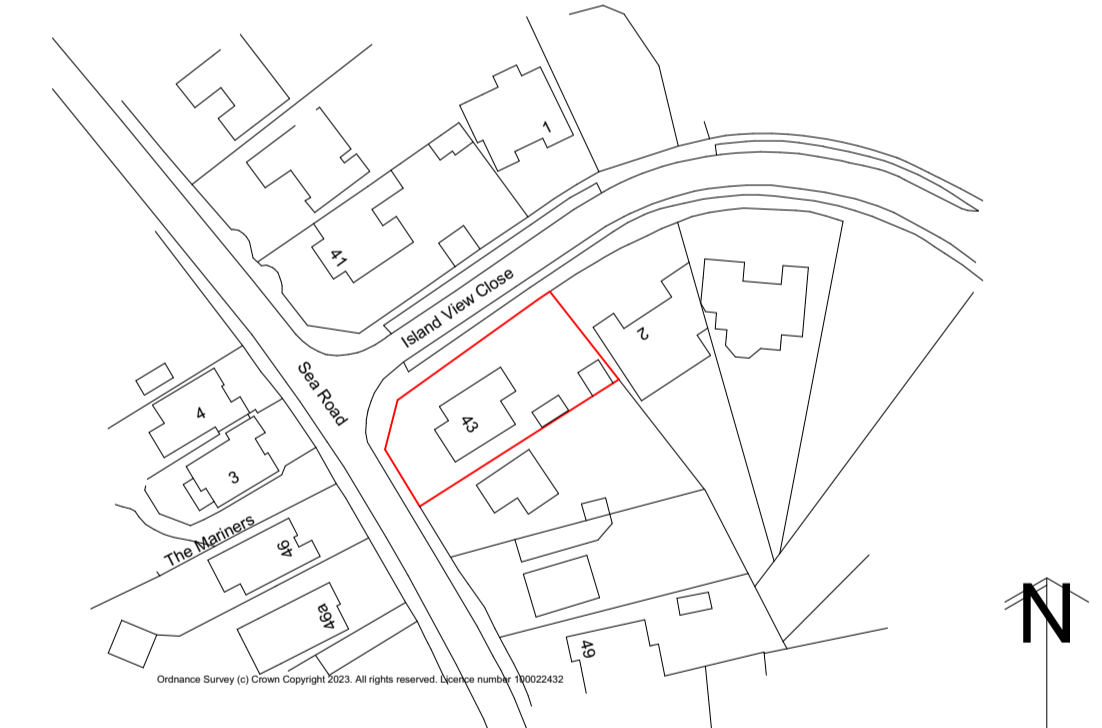 1
41
Island View Close
2
Sea Road
4
43
3
The Mariners
46
46a
N
49
Ordnance Survey (c) Crown Copyright 2023. All rights reserved. Licence number 100022432